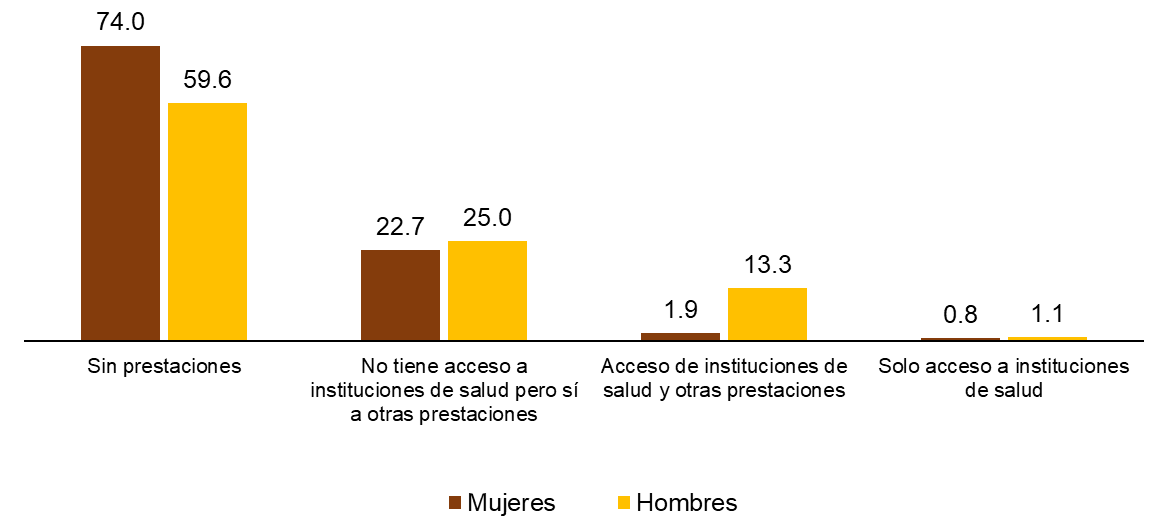 74.0
59.6
22.7
25.0
1.9
13.3
0.8
1.1
Sin prestaciones
No tiene acceso a
instituciones de salud pero sí
a otras prestaciones
Acceso de instituciones de
salud y otras prestaciones
Solo acceso a instituciones
de salud
Mujeres
Hombres